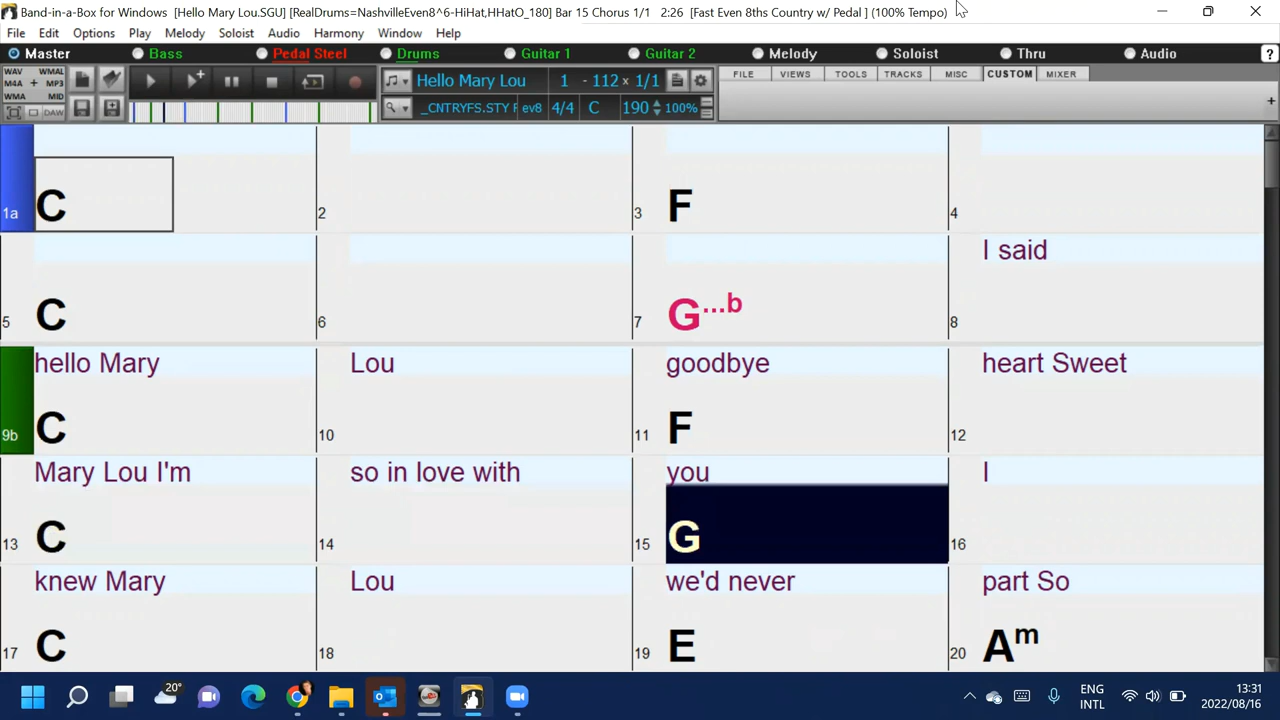 Band-in-a-Box for Windows [Hello Mary Lou.SGU] [RealDrums=NashvilleEven8^6-HiHat,HHatO_180] Bar 15 Chorus 1/1 2:26 [Fast Even 8ths Country w/ Pedal ] (100% Tempo)
File Edit Options Play Melody Soloist Audio Harmony Window Help
Master Bass Pedal Steel Drums Guitar 1 Guitar 2 Melody Soloist Thru Audio ?
WAV WMAL
M4A + MP3
WMA MID
DAW
Hello Mary Lou 1 - 112 x 1/1
_CNTRYFS.STY ev8 4/4 C 190 100%
FILE VIEWS TOOLS TRACKS MISC CUSTOM MIXER
+
1a C 2 3 F 4
I said
5 C 6 7 G...b 8
hello Mary Lou goodbye heart Sweet
9b C 10 11 F 12
Mary Lou I'm so in love with you I
13 C 14 15 G 16
knew Mary Lou we'd never part So
17 C 18 19 E 20 Am
20°
ENG
INTL
13:31
2022/08/16